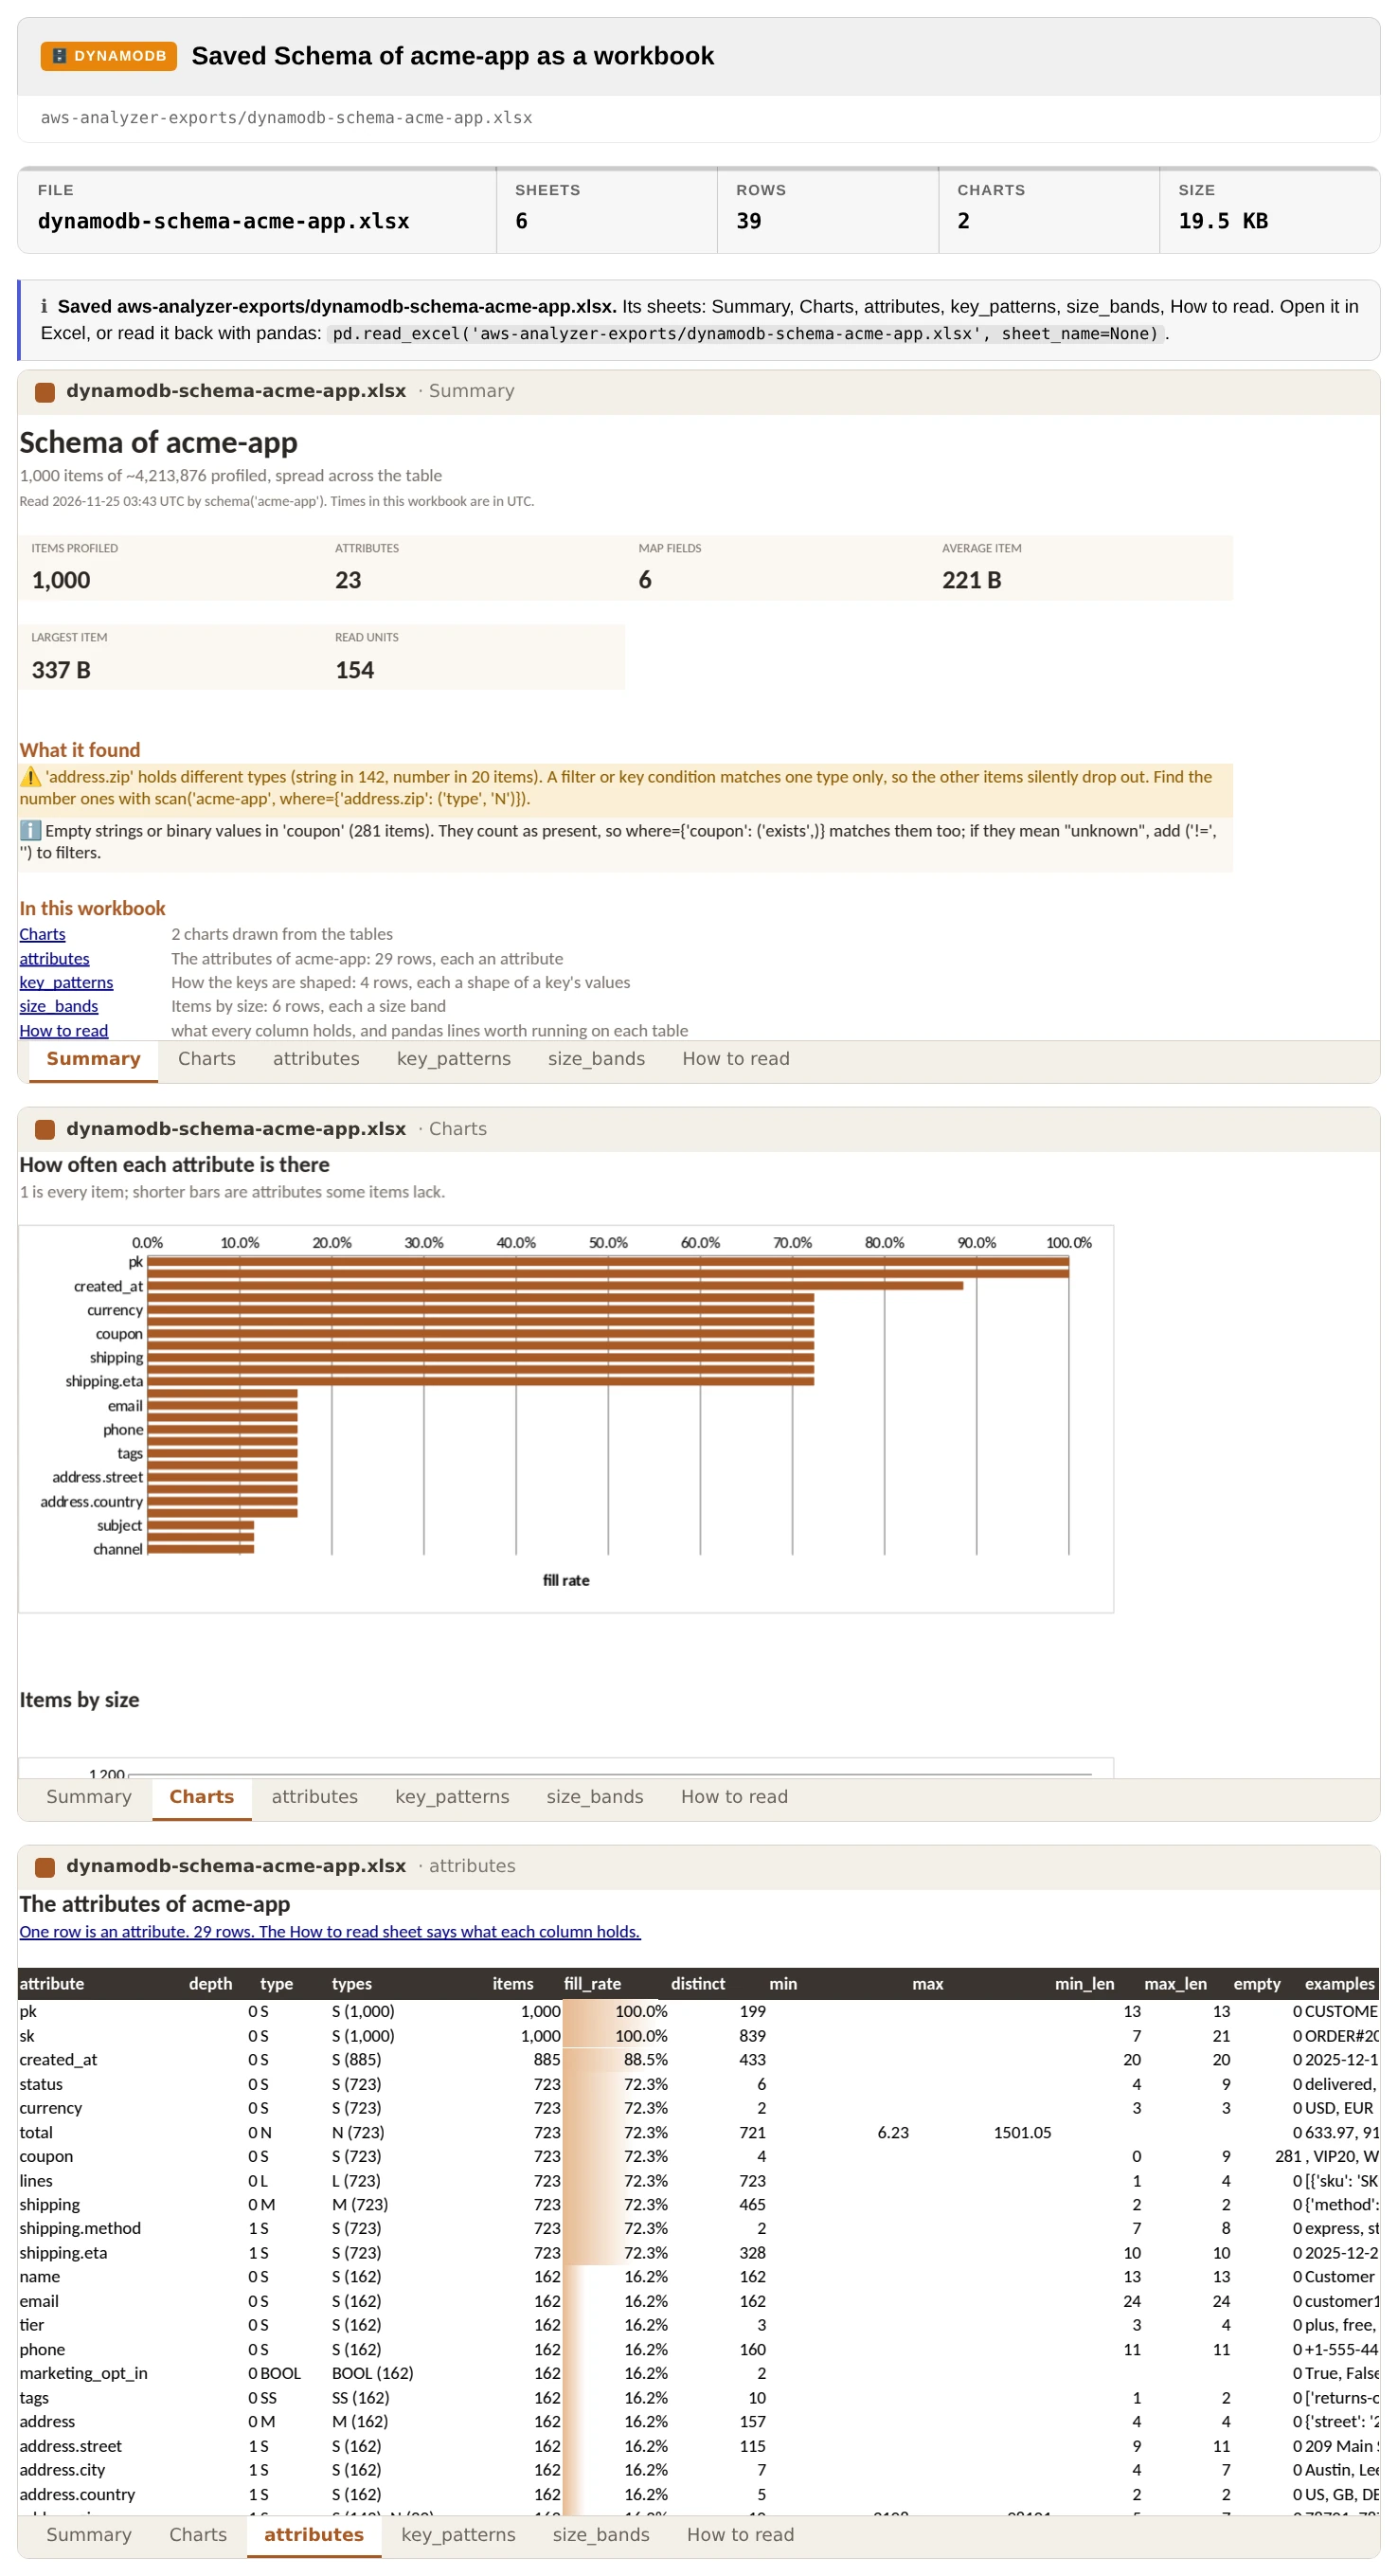 🗄️ DYNAMODB Saved Schema of acme-app as a workbook
aws-analyzer-exports/dynamodb-schema-acme-app.xlsx
FILE SHEETS ROWS CHARTS SIZE
dynamodb-schema-acme-app.xlsx 6 39 2 19.5 KB
ℹ Saved aws-analyzer-exports/dynamodb-schema-acme-app.xlsx. Its sheets: Summary, Charts, attributes, key_patterns, size_bands, How to read. Open it in
Excel, or read it back with pandas: pd.read_excel('aws-analyzer-exports/dynamodb-schema-acme-app.xlsx', sheet_name=None).
dynamodb-schema-acme-app.xlsx · Summary
Schema of acme-app
1,000 items of ~4,213,876 profiled, spread across the table
Read 2026-11-25 03:43 UTC by schema('acme-app'). Times in this workbook are in UTC.
ITEMS PROFILED ATTRIBUTES MAP FIELDS AVERAGE ITEM
1,000 23 6 221 B
LARGEST ITEM READ UNITS
337 B 154
What it found
⚠️ 'address.zip' holds different types (string in 142, number in 20 items). A filter or key condition matches one type only, so the other items silently drop out. Find the
number ones with scan('acme-app', where={'address.zip': ('type', 'N')}).
ℹ️ Empty strings or binary values in 'coupon' (281 items). They count as present, so where={'coupon': ('exists',)} matches them too; if they mean "unknown", add ('!=',
'') to filters.
In this workbook
Charts 2 charts drawn from the tables
attributes The attributes of acme-app: 29 rows, each an attribute
key_patterns How the keys are shaped: 4 rows, each a shape of a key's values
size_bands Items by size: 6 rows, each a size band
How to read what every column holds, and pandas lines worth running on each table
Summary Charts attributes key_patterns size_bands How to read
dynamodb-schema-acme-app.xlsx · Charts
How often each attribute is there
1 is every item; shorter bars are attributes some items lack.
0.0% 10.0% 20.0% 30.0% 40.0% 50.0% 60.0% 70.0% 80.0% 90.0% 100.0%
pk
created_at
currency
coupon
shipping
shipping.eta
email
phone
tags
address.street
address.country
subject
channel
fill rate
Items by size
1,200
Summary Charts attributes key_patterns size_bands How to read
dynamodb-schema-acme-app.xlsx · attributes
The attributes of acme-app
One row is an attribute. 29 rows. The How to read sheet says what each column holds.
attribute depth type types items fill_rate distinct min max min_len max_len empty examples
pk 0 S S (1,000) 1,000 100.0% 199 13 13 0 CUSTOME
sk 0 S S (1,000) 1,000 100.0% 839 7 21 0 ORDER#20
created_at 0 S S (885) 885 88.5% 433 20 20 0 2025-12-1
status 0 S S (723) 723 72.3% 6 4 9 0 delivered,
currency 0 S S (723) 723 72.3% 2 3 3 0 USD, EUR
total 0 N N (723) 723 72.3% 721 6.23 1501.05 0 633.97, 91
coupon 0 S S (723) 723 72.3% 4 0 9 281 , VIP20, W
lines 0 L L (723) 723 72.3% 723 1 4 0 [{'sku': 'SK
shipping 0 M M (723) 723 72.3% 465 2 2 0 {'method':
shipping.method 1 S S (723) 723 72.3% 2 7 8 0 express, st
shipping.eta 1 S S (723) 723 72.3% 328 10 10 0 2025-12-2
name 0 S S (162) 162 16.2% 162 13 13 0 Customer
email 0 S S (162) 162 16.2% 162 24 24 0 customer1
tier 0 S S (162) 162 16.2% 3 3 4 0 plus, free,
phone 0 S S (162) 162 16.2% 160 11 11 0 +1-555-44
marketing_opt_in 0 BOOL BOOL (162) 162 16.2% 2 0 True, False
tags 0 SS SS (162) 162 16.2% 10 1 2 0 ['returns-c
address 0 M M (162) 162 16.2% 157 4 4 0 {'street': '2
address.street 1 S S (162) 162 16.2% 115 9 11 0 209 Main S
address.city 1 S S (162) 162 16.2% 7 4 7 0 Austin, Lee
address.country 1 S S (162) 162 16.2% 5 2 2 0 US, GB, DE
Summary Charts attributes key_patterns size_bands How to read